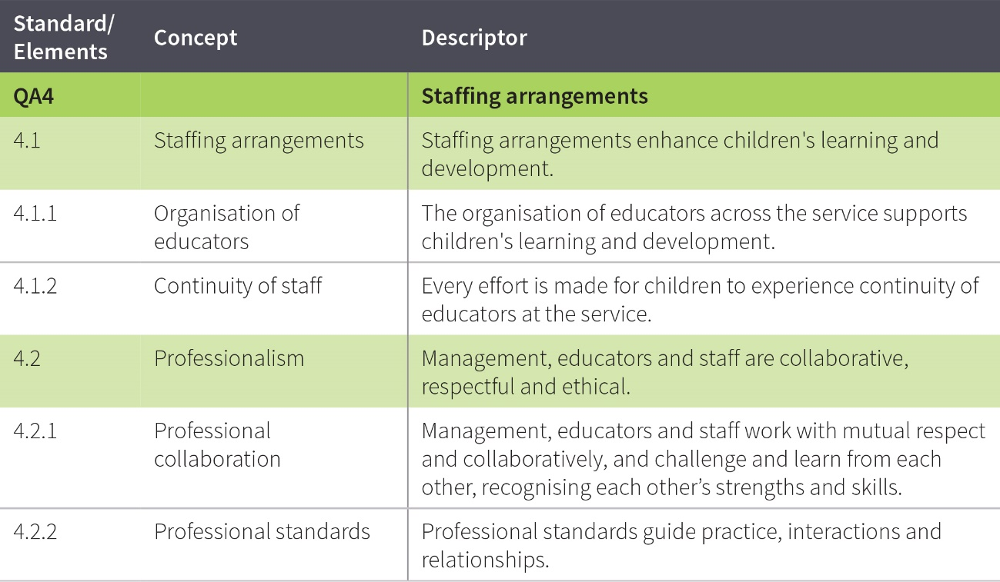 Standard/
Elements
Concept
Descriptor
QA4
Staffing arrangements
4.1
Staffing arrangements
Staffing arrangements enhance children's learning and
development.
4.1.1
Organisation of
educators
The organisation of educators across the service supports
children's learning and development.
4.1.2
Continuity of staff
Every effort is made for children to experience continuity of
educators at the service.
4.2
Professionalism
Management, educators and staff are collaborative,
respectful and ethical.
4.2.1
Professional
collaboration
Management, educators and staff work with mutual respect
and collaboratively, and challenge and learn from each
other, recognising each other’s strengths and skills.
4.2.2
Professional standards
Professional standards guide practice, interactions and
relationships.